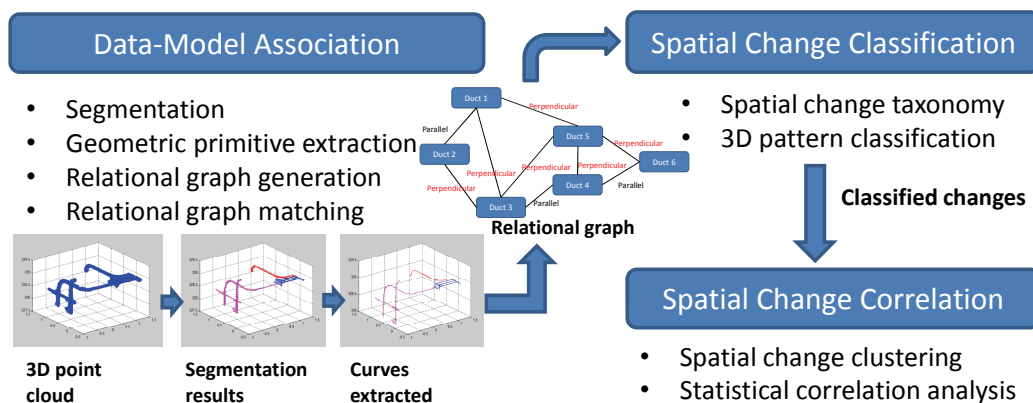 Data-Model Association
• Segmentation
• Geometric primitive extraction
• Relational graph generation
• Relational graph matching
Duct 1
Perpendicular
Parallel
Duct 5
Duct 2
Perpendicular
Duct 6
Perpendicular
Perpendicular
Perpendicular
Perpendicular
Duct 4
Parallel
Duct 3
Parallel
Relational graph
3D point
cloud
Segmentation
results
Curves
extracted
Spatial Change Classification
• Spatial change taxonomy
• 3D pattern classification
Classified changes
Spatial Change Correlation
• Spatial change clustering
• Statistical correlation analysis